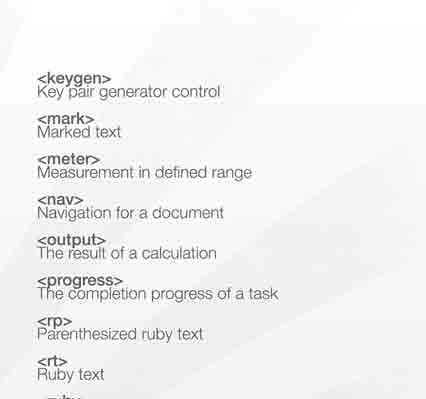 <keygen>
Key pair generator control
<mark>
Marked text
<meter>
Measurement in defined range
<nav>
Navigation for a document
<output>
The result of a calculation
<progress>
The completion progress of a task
<rp>
Parenthesized ruby text
<rt>
Ruby text